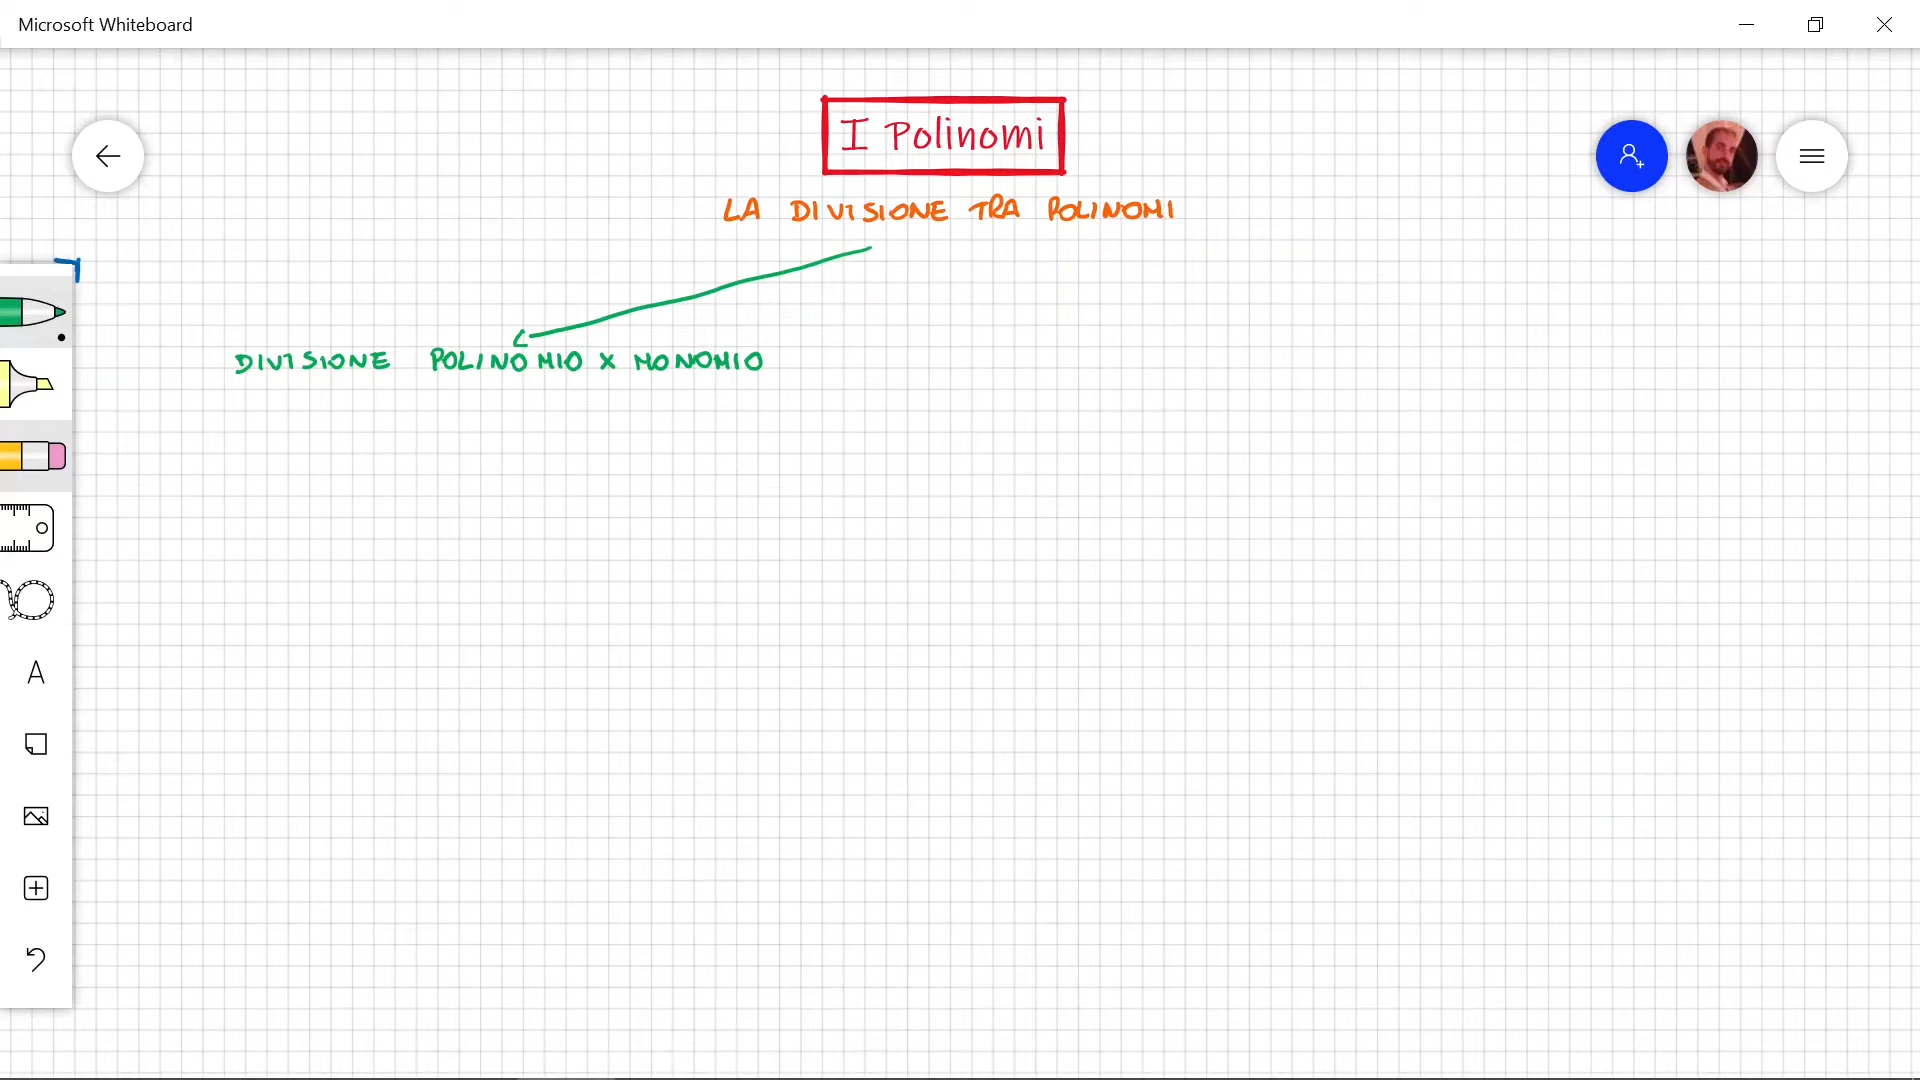 Microsoft Whiteboard
I Polinomi
LA DIVISIONE TRA POLINOMI
DIVISIONE POLINOMIO X MONOMIO
A